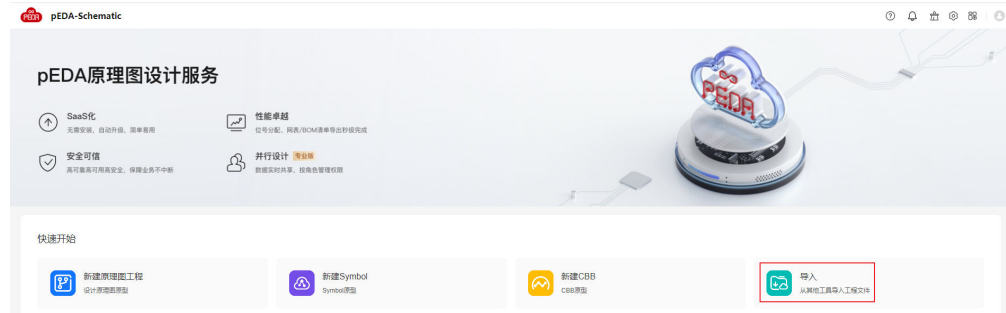 PEDA
pEDA-Schematic
pEDA原理图设计服务
PEDA
SaaS化
无需安装，自动升级，简单易用
性能卓越
位号分配、网表/BOM清单导出秒级完成
安全可信
高可靠高可用高安全，保障业务不中断
并行设计 专业版
数据实时共享，按角色管理权限
快速开始
新建原理图工程
设计原理图原型
新建Symbol
Symbol原型
新建CBB
CBB原型
导入
从其他工具导入工程文件